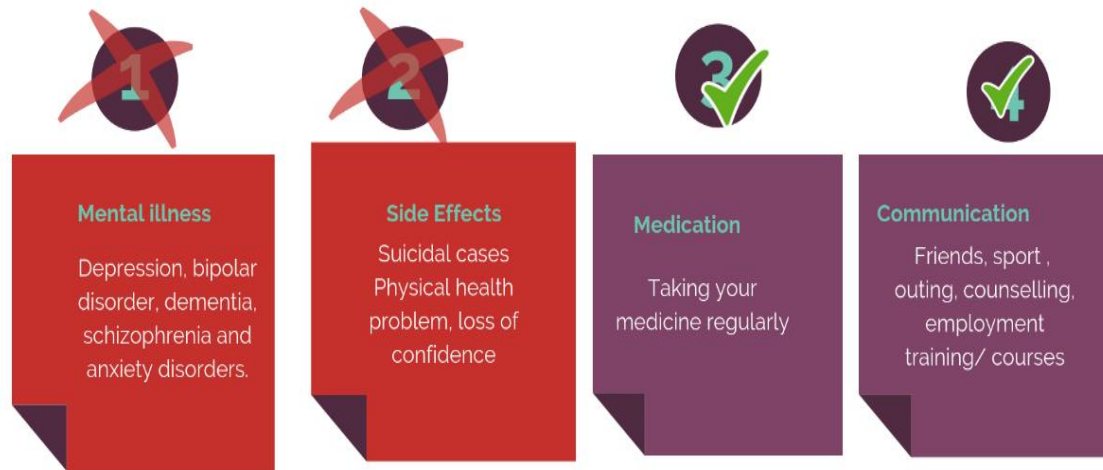 1
2
3
4
Mental illness
Depression, bipolar
disorder, dementia,
schizophrenia and
anxiety disorders.
Side Effects
Suicidal cases
Physical health
problem, loss of
confidence
Medication
Taking your
medicine regularly
Communication
Friends, sport ,
outing, counselling,
employment
training/ courses